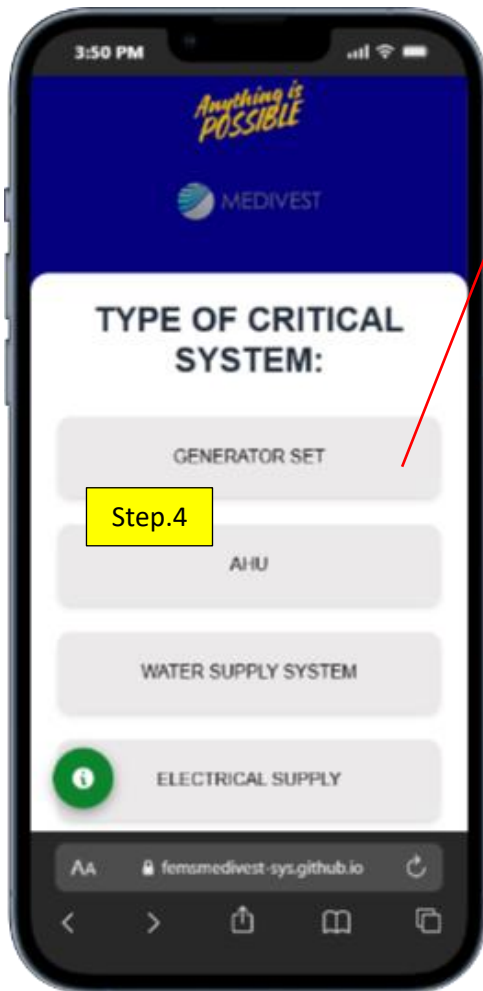 3:50 PM
Anything is
POSSIBLE
MEDIVEST
TYPE OF CRITICAL
SYSTEM:
GENERATOR SET
Step.4
AHU
WATER SUPPLY SYSTEM
ELECTRICAL SUPPLY
AA femsmedivest-sys.github.io